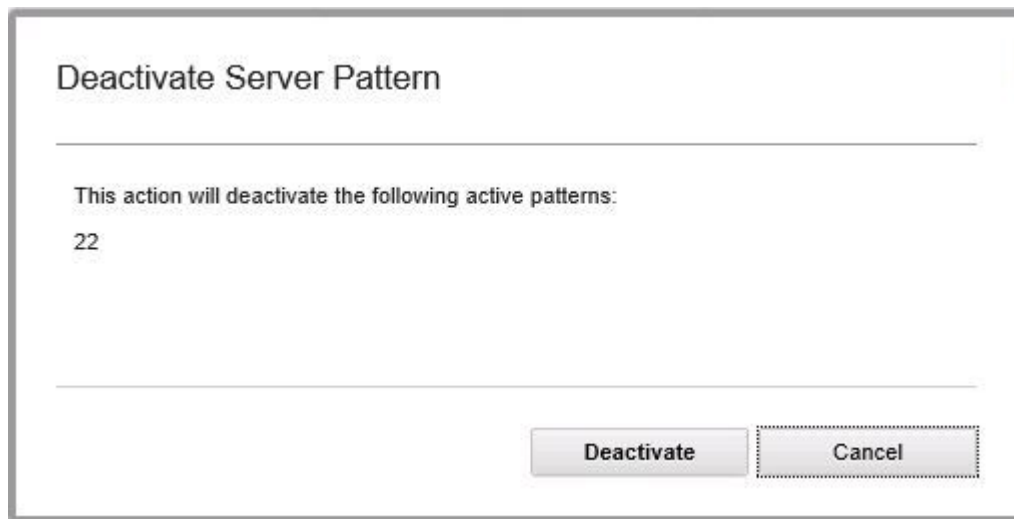 Deactivate Server Pattern
This action will deactivate the following active patterns:
22
Deactivate
Cancel